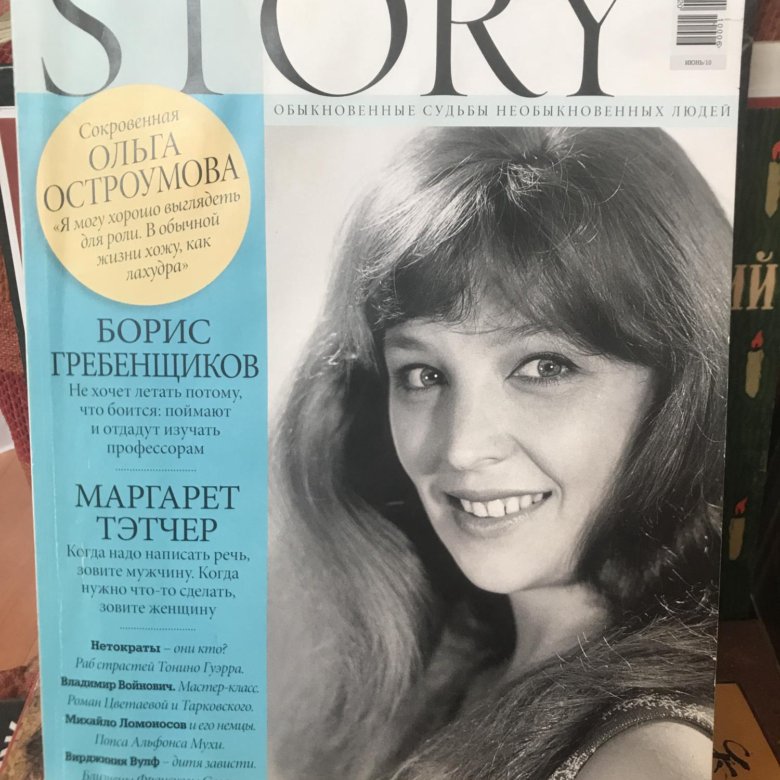 STORY
10006
ИЮНЬ/10
ОБЫКНОВЕННЫЕ СУДЬБЫ НЕОБЫКНОВЕННЫХ ЛЮДЕЙ
Сокровенная
ОЛЬГА
ОСТРОУМОВА
«Я могу хорошо выглядеть
для роли. В обычной
жизни хожу, как
лахудра»
БОРИС
ГРЕБЕНЩИКОВ
Не хочет летать потому,
что боится: поймают
и отдадут изучать
профессорам
МАРГАРЕТ
ТЭТЧЕР
Когда надо написать речь,
зовите мужчину. Когда
нужно что-то сделать,
зовите женщину
Нетократы – они кто?
Раб страстей Тонино Гуэрра.
Владимир Войнович. Мастер-класс.
Роман Цветаевой и Тарковского.
Михайло Ломоносов и его немцы.
Попса Альфонса Мухи.
Вирджиния Вулф – дитя зависти.
ИЙ